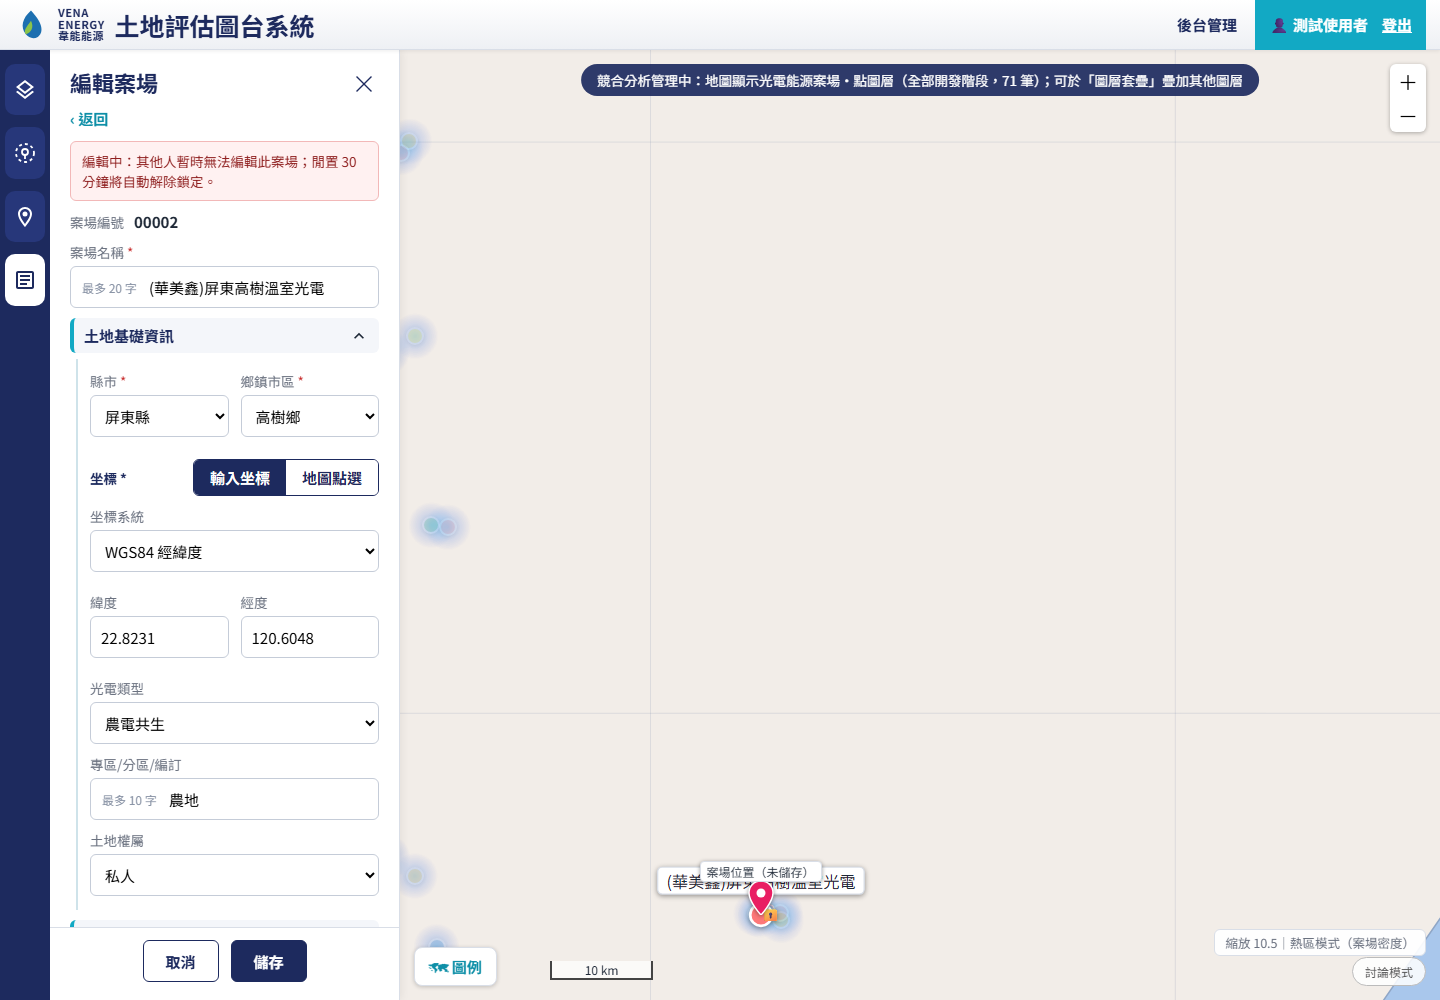 VENA
ENERGY
韋能能源
土地評估圖台系統
後台管理
測試使用者
登出
編輯案場
‹ 返回
編輯中：其他人暫時無法編輯此案場；閒置 30
分鐘將自動解除鎖定。
案場編號 00002
案場名稱 *
最多 20 字 (華美鑫)屏東高樹溫室光電
土地基礎資訊
縣市 * 鄉鎮市區 *
屏東縣 高樹鄉
坐標 * 輸入坐標 地圖點選
坐標系統
WGS84 經緯度
緯度 經度
22.8231 120.6048
光電類型
農電共生
專區/分區/編訂
最多 10 字 農地
土地權屬
私人
取消 儲存
競合分析管理中：地圖顯示光電能源案場・點圖層（全部開發階段，71 筆）；可於「圖層套疊」疊加其他圖層
+
−
案場位置（未儲存）
(華美鑫)屏東高樹溫室光電
圖例
10 km
縮放 10.5｜熱區模式（案場密度）
討論模式